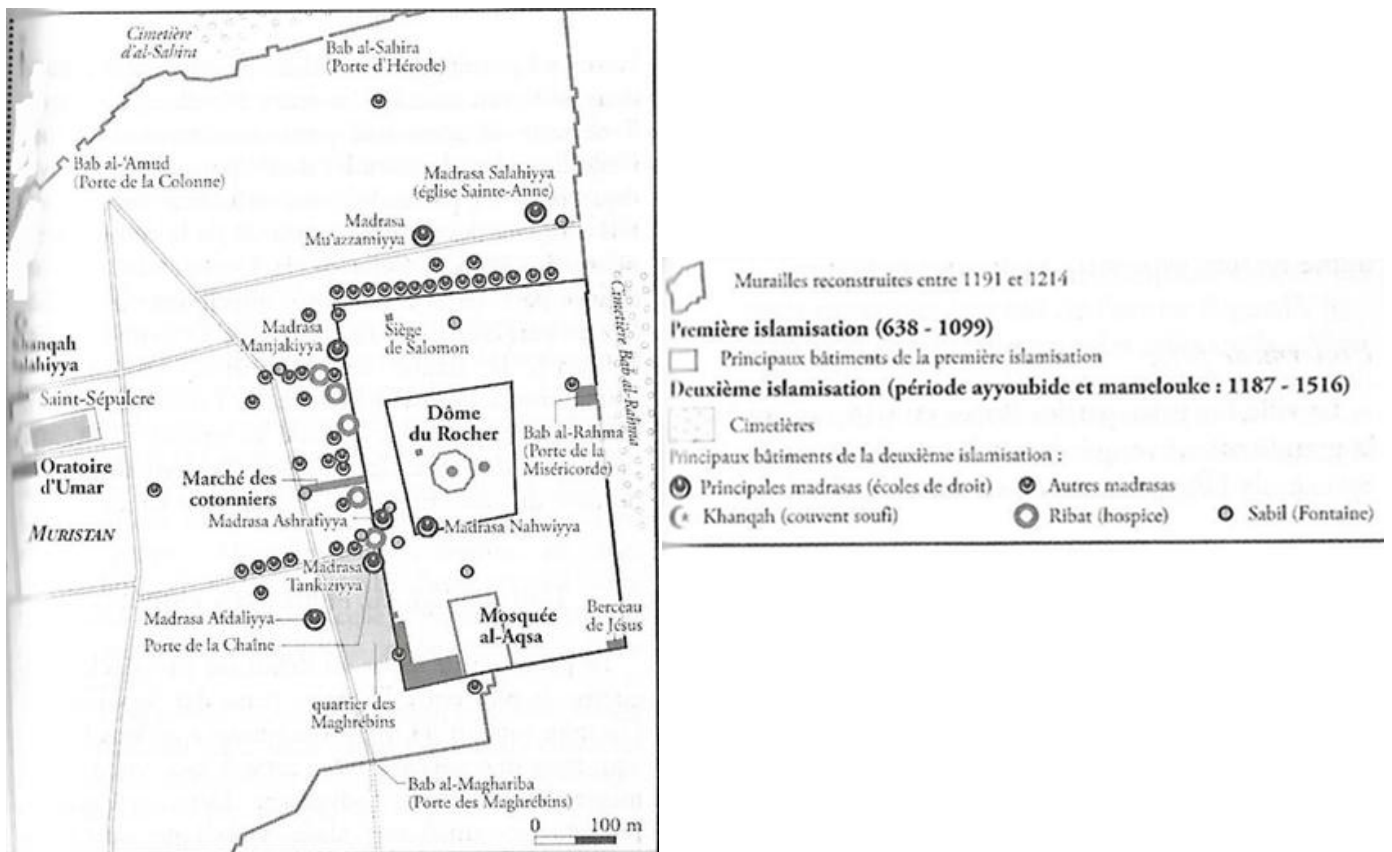 Cimetière
d'al-Sahira
Bab al-Sahira
(Porte d'Hérode)
Bab al-'Amud
(Porte de la Colonne)
Madrasa Salahiyya
(église Sainte-Anne)
Madrasa
Mu'azzamiyya
Cimetière Bab al-Rahma
Madrasa
Manjakiyya
Siège
de Salomon
Saint-Sépulcre
Dôme
du Rocher
Bab al-Rahma
(Porte de la
Miséricorde)
Oratoire
d'Umar
Marché des
cotonniers
MURISTAN
Madrasa Ashrafiyya
Madrasa Nahwiyya
Madrasa
Tankiziyya
Madrasa Afdaliyya
Porte de la Chaîne
Mosquée
al-Aqsa
Berceau
de Jésus
quartier des
Maghrébins
Bab al-Maghariba
(Porte des Maghrébins)
0 100 m
Murailles reconstruites entre 1191 et 1214
Première islamisation (638 - 1099)
Principaux bâtiments de la première islamisation
Deuxième islamisation (période ayyoubide et mamelouke : 1187 - 1516)
Cimetières
Principaux bâtiments de la deuxième islamisation :
Principales madrasas (écoles de droit) Autres madrasas
Khanqah (couvent soufi) Ribat (hospice) Sabil (Fontaine)